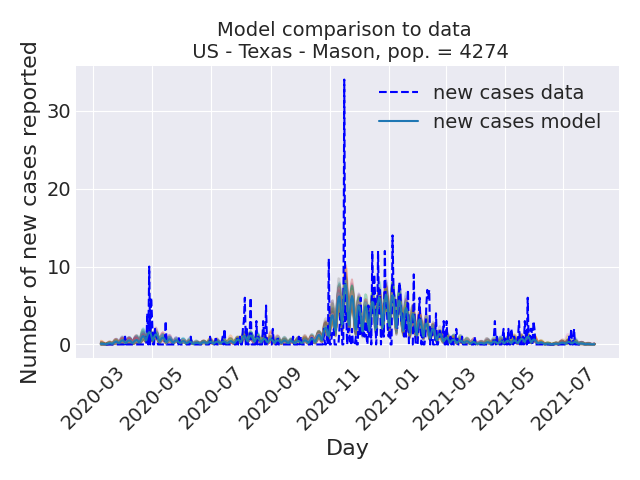 Model comparison to data
US - Texas - Mason, pop. = 4274
Number of new cases reported
30
20
10
0
new cases data
new cases model
2020-03
2020-05
2020-07
2020-09
2020-11
2021-01
2021-03
2021-05
2021-07
Day